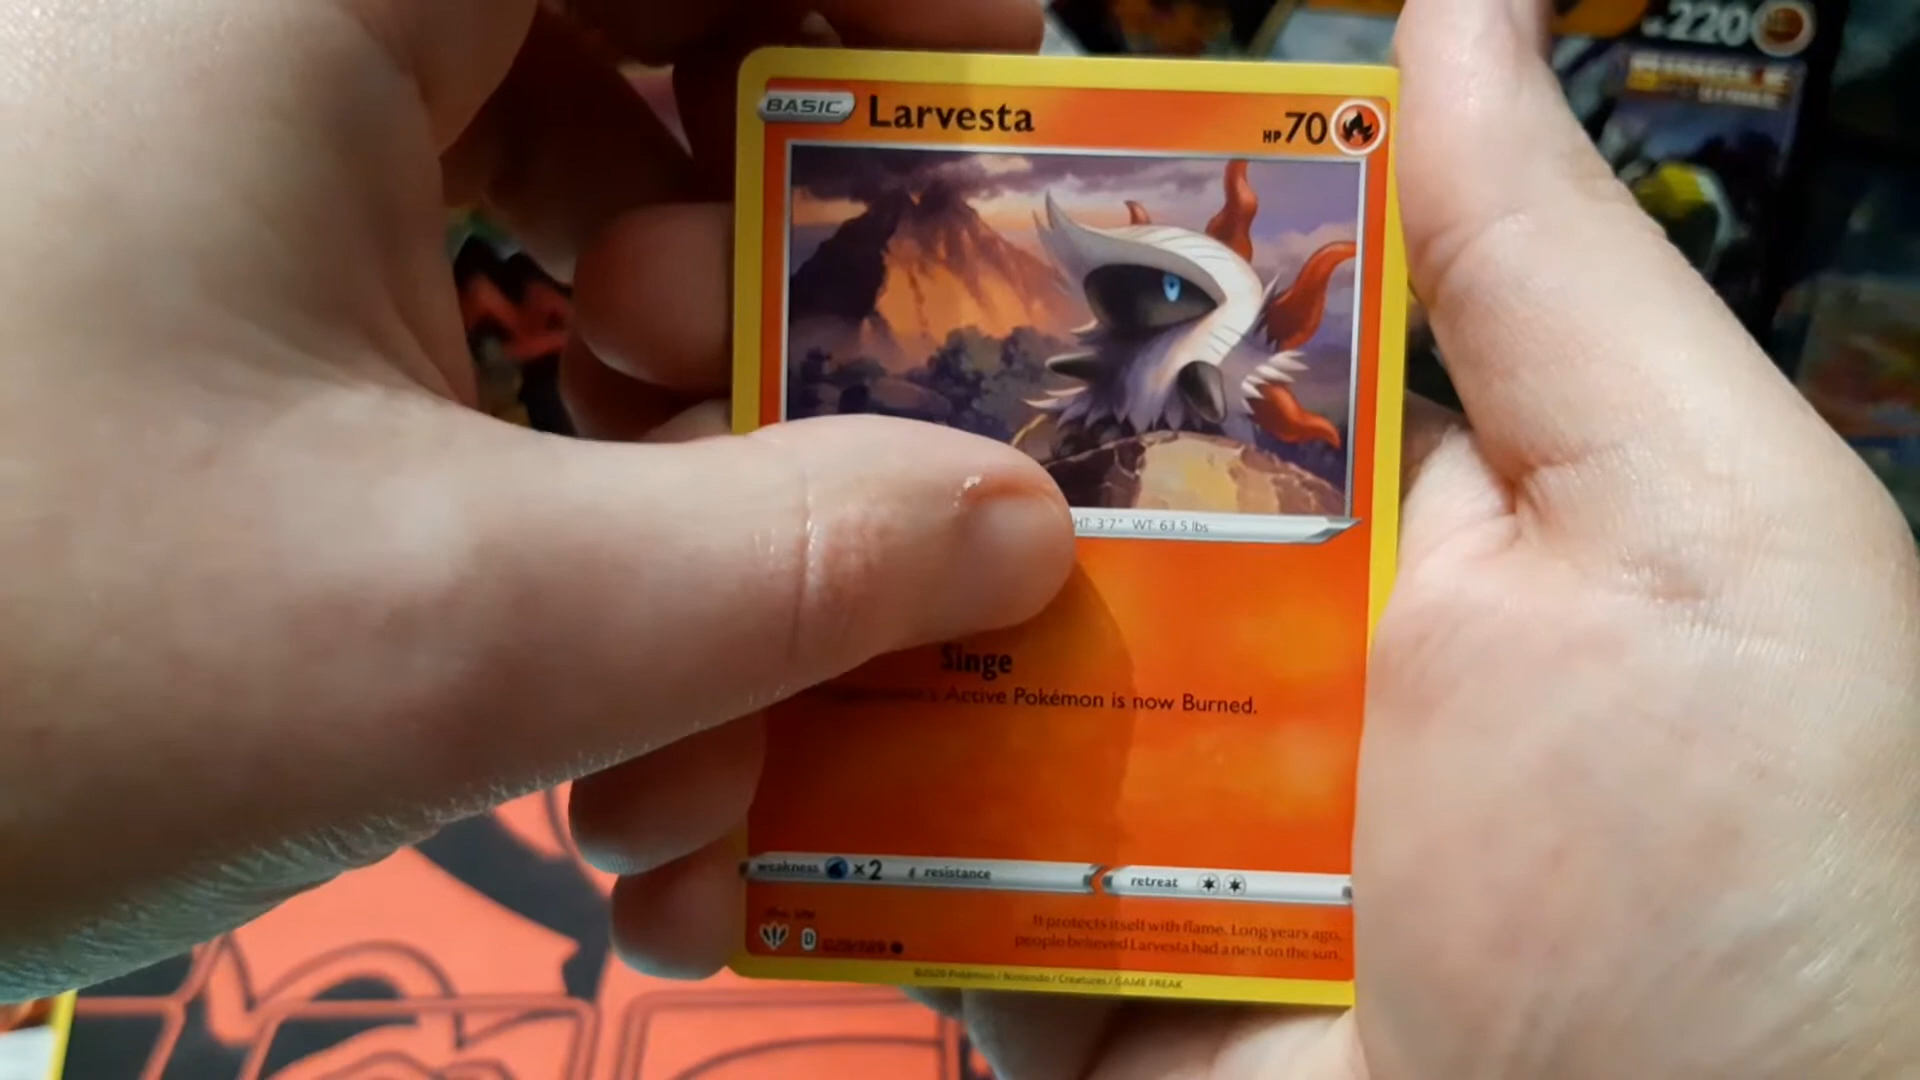 220
SINGLE
BASIC Larvesta HP 70
HT: 3'7" WT: 63.5 lbs
Singe
Active Pokémon is now Burned.
weakness ×2 resistance retreat
It protects itself with flame. Long years ago,
people believed Larvesta had a nest on the sun.
D /189
©2020 Pokémon / Nintendo / Creatures / GAME FREAK